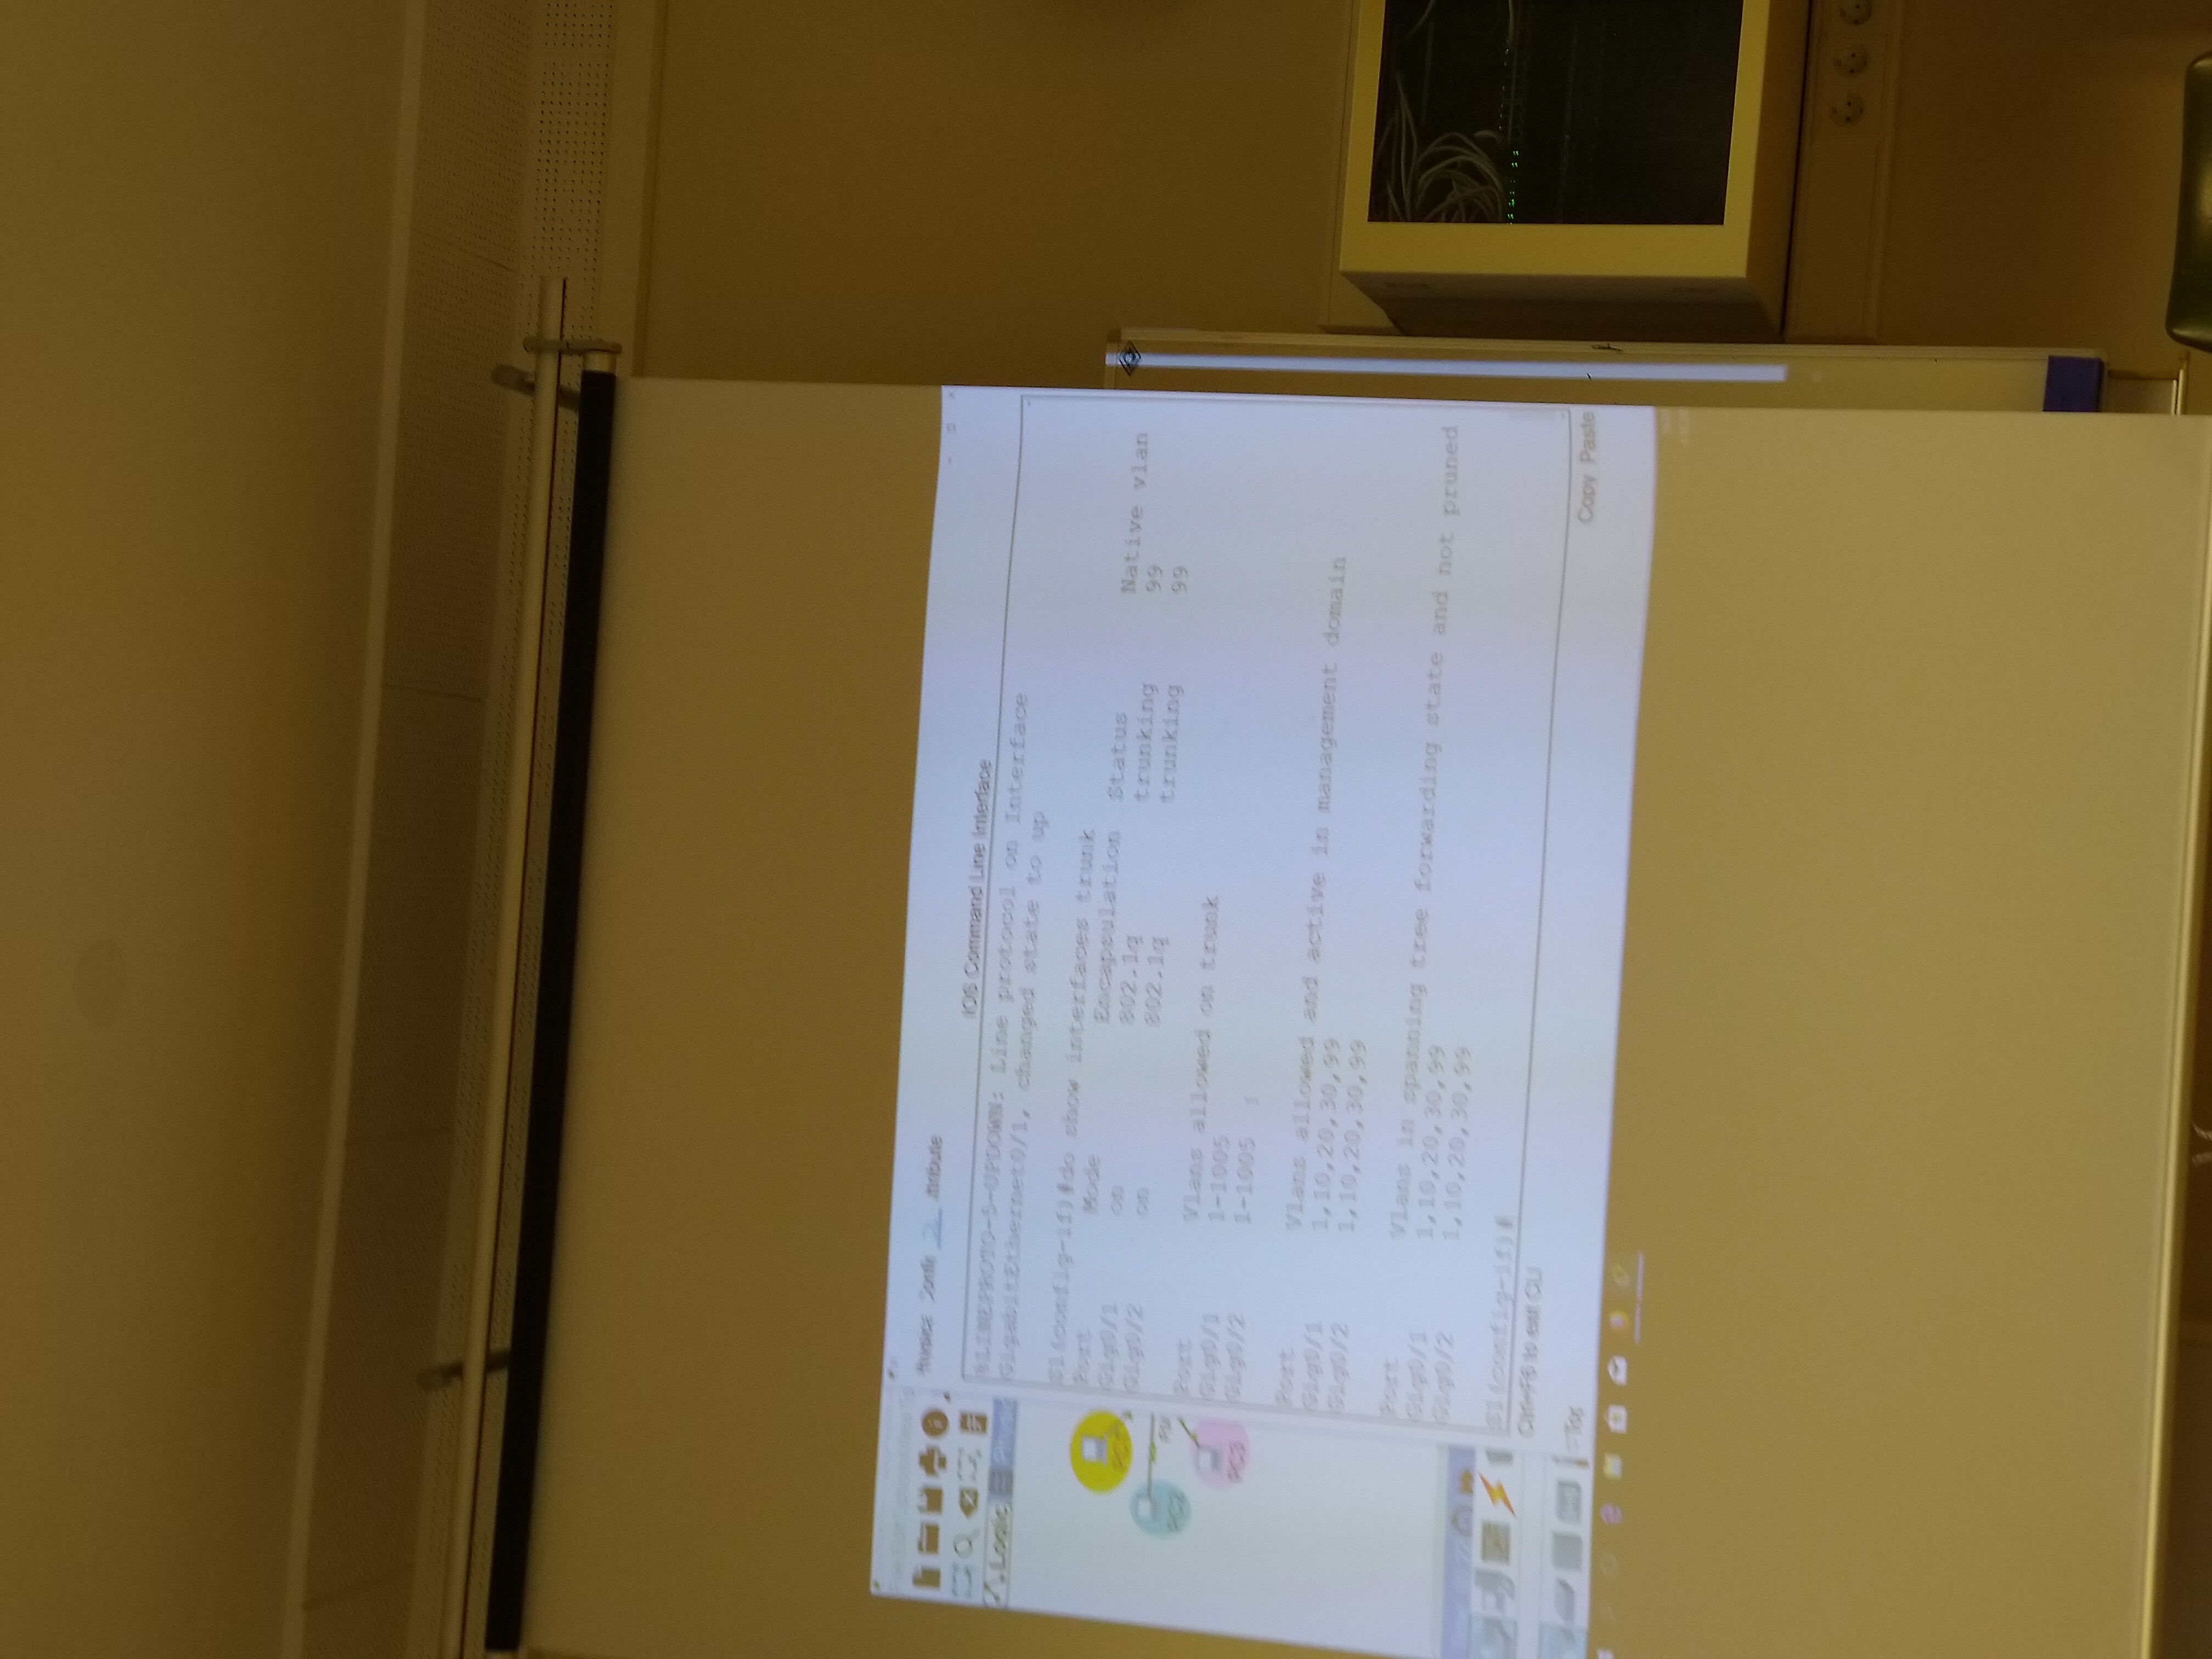 Physical Config CLI Attributes
IOS Command Line Interface
%LINEPROTO-5-UPDOWN: Line protocol on Interface
GigabitEthernet0/1, changed state to up
S1(config-if)#do show interfaces trunk
Port Mode Encapsulation Status Native vlan
Gig0/1 on 802.1q trunking 99
Gig0/2 on 802.1q trunking 99
Port Vlans allowed on trunk
Gig0/1 1-1005
Gig0/2 1-1005
Port Vlans allowed and active in management domain
Gig0/1 1,10,20,30,99
Gig0/2 1,10,20,30,99
Port Vlans in spanning tree forwarding state and not pruned
Gig0/1 1,10,20,30,99
Gig0/2 1,10,20,30,99
S1(config-if)#
Ctrl+F6 to exit CLI
Copy Paste
Top
Logic
PC1
PC2
PC3